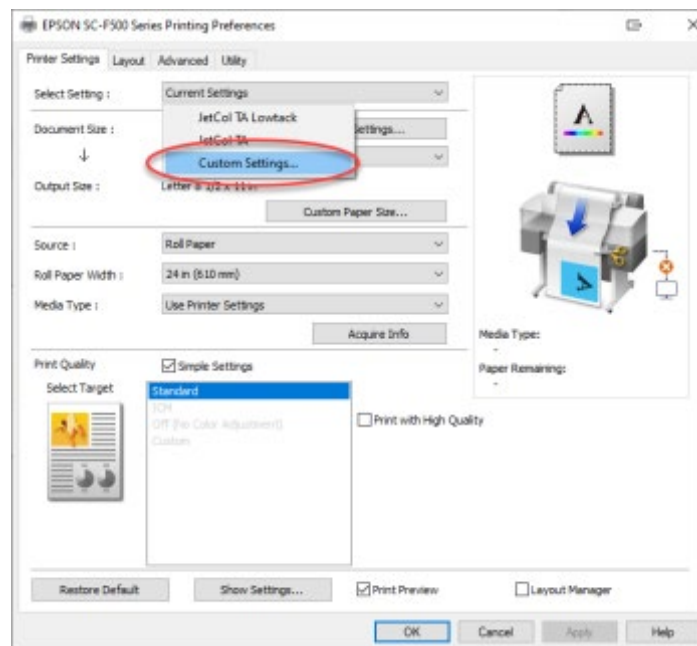 EPSON SC-F500 Series Printing Preferences
Printer Settings Layout Advanced Utility
Select Setting : Current Settings
JetCol TA Lowtack
Document Size : Settings...
JetCol TA
Custom Settings...
Output Size : Letter 8 1/2 x 11 in
Custom Paper Size...
Source : Roll Paper
Roll Paper Width : 24 in (610 mm)
Media Type : Use Printer Settings
Acquire Info
Media Type:
-
Paper Remaining:
-
Print Quality Simple Settings
Select Target
Standard
ICM
Off (No Color Adjustment)
Custom
Print with High Quality
Restore Default Show Settings... Print Preview Layout Manager
OK Cancel Apply Help